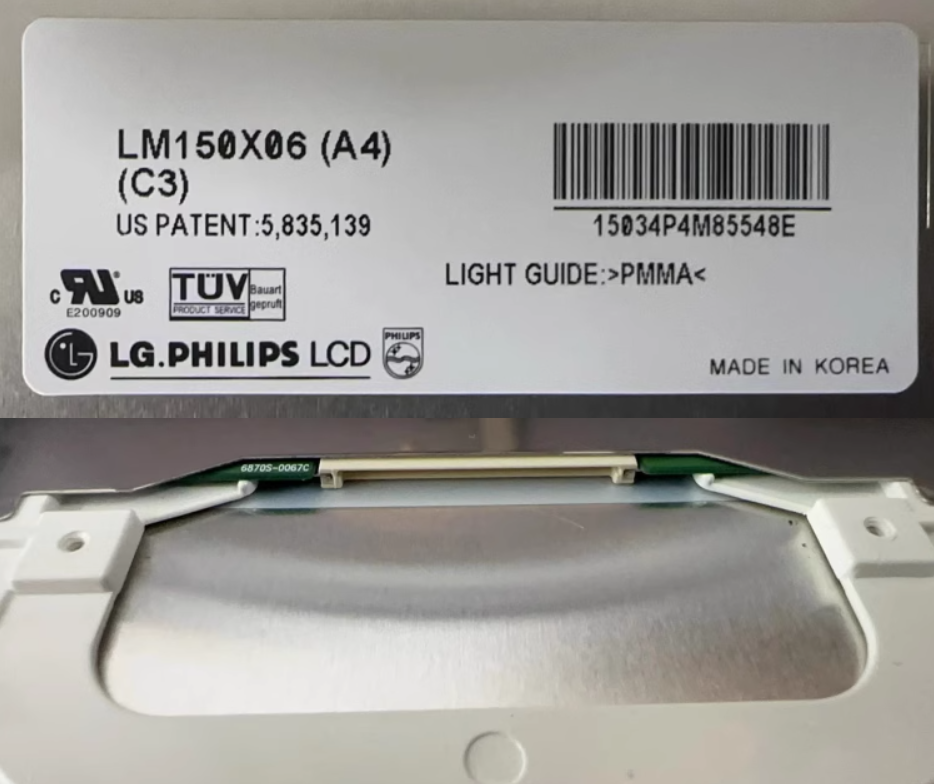 LM150X06 (A4)
(C3)
US PATENT:5,835,139
15034P4M85548E
LIGHT GUIDE:>PMMA<
C US
E200909
TÜV
PRODUCT SERVICE
Bauart
geprüft
LG.PHILIPS LCD
PHILIPS
MADE IN KOREA
6870S-0067C